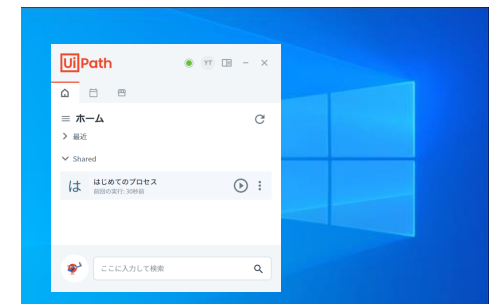 UiPath
YT
ホーム
最近
Shared
は
はじめてのプロセス
前回の実行: 30秒前
ここに入力して検索